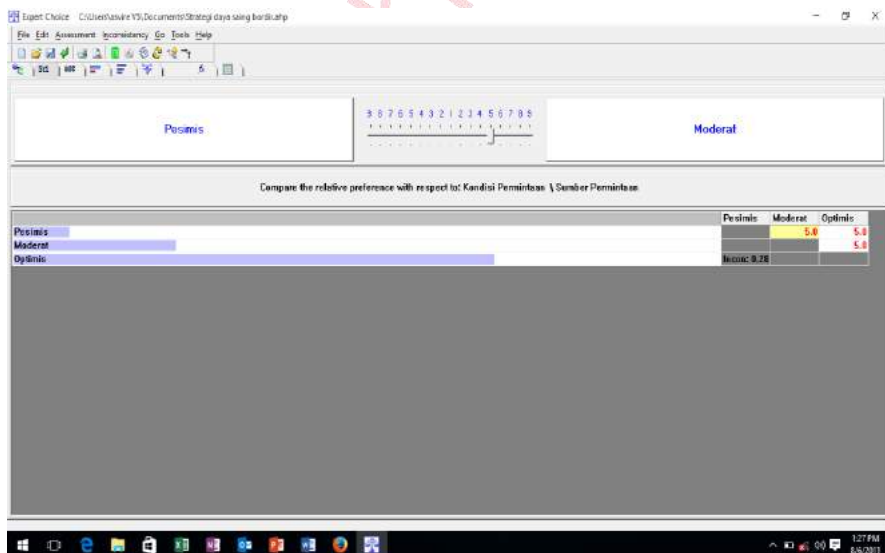 Expert Choice C:\Users\asvire V5\Documents\Strategi daya saing bordir.ahp
File Edit Assessment Inconsistency Go Tools Help
Pesimis
9 8 7 6 5 4 3 2 1 2 3 4 5 6 7 8 9
Moderat
Compare the relative preference with respect to: Kondisi Permintaan \ Sumber Permintaan
Pesimis Moderat Optimis
Pesimis 5.0 5.0
Moderat 5.0
Optimis Incon: 0.28
1:27 PM